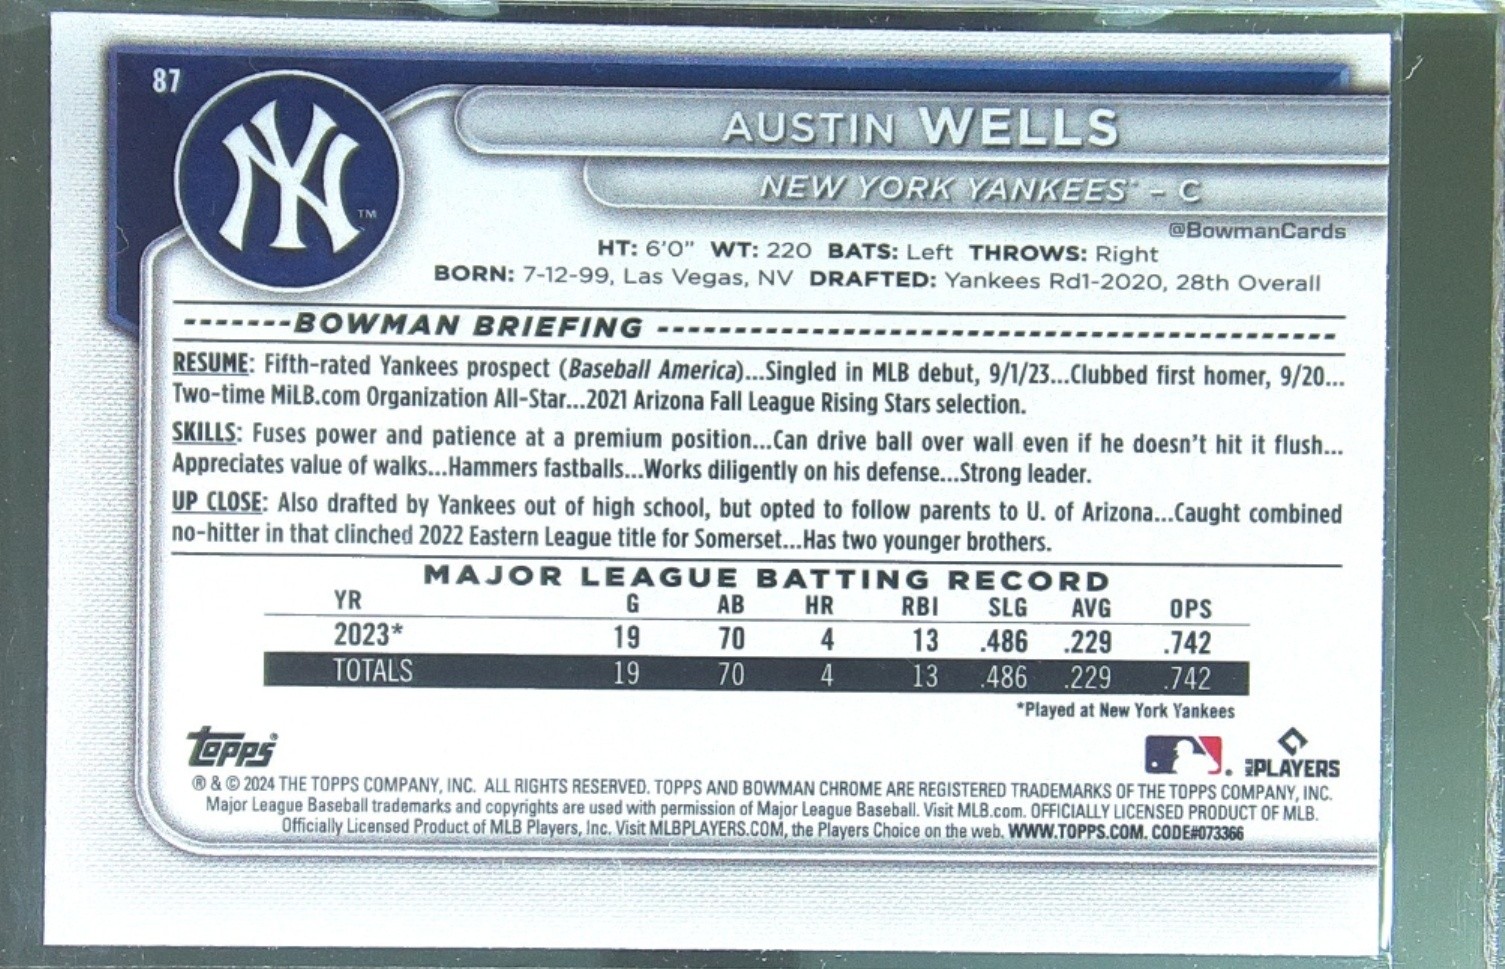 87
NY
TM
AUSTIN WELLS
NEW YORK YANKEES™ – C
@BowmanCards
HT: 6'0" WT: 220 BATS: Left THROWS: Right
BORN: 7-12-99, Las Vegas, NV DRAFTED: Yankees Rd1-2020, 28th Overall
BOWMAN BRIEFING
RESUME: Fifth-rated Yankees prospect (Baseball America)...Singled in MLB debut, 9/1/23...Clubbed first homer, 9/20...
Two-time MiLB.com Organization All-Star...2021 Arizona Fall League Rising Stars selection.
SKILLS: Fuses power and patience at a premium position...Can drive ball over wall even if he doesn't hit it flush...
Appreciates value of walks...Hammers fastballs...Works diligently on his defense...Strong leader.
UP CLOSE: Also drafted by Yankees out of high school, but opted to follow parents to U. of Arizona...Caught combined
no-hitter in that clinched 2022 Eastern League title for Somerset...Has two younger brothers.
MAJOR LEAGUE BATTING RECORD
YR G AB HR RBI SLG AVG OPS
2023* 19 70 4 13 .486 .229 .742
TOTALS 19 70 4 13 .486 .229 .742
*Played at New York Yankees
Topps®
MLB PLAYERS
® & © 2024 THE TOPPS COMPANY, INC. ALL RIGHTS RESERVED. TOPPS AND BOWMAN CHROME ARE REGISTERED TRADEMARKS OF THE TOPPS COMPANY, INC.
Major League Baseball trademarks and copyrights are used with permission of Major League Baseball. Visit MLB.com. OFFICIALLY LICENSED PRODUCT OF MLB.
Officially Licensed Product of MLB Players, Inc. Visit MLBPLAYERS.COM, the Players Choice on the web. WWW.TOPPS.COM. CODE#073366